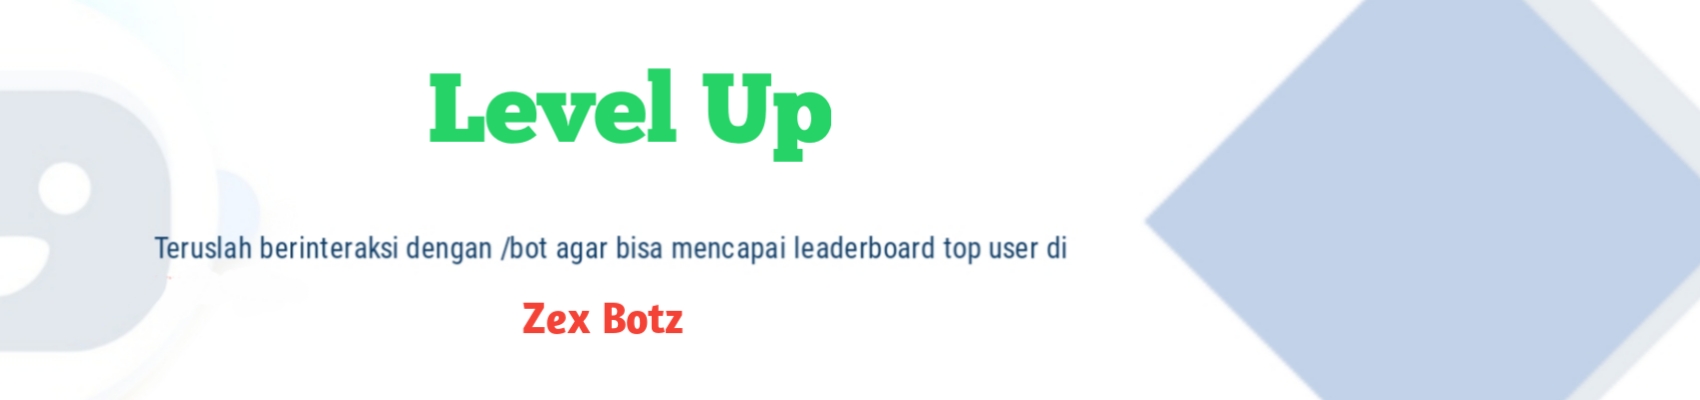 Level Up
Teruslah berinteraksi dengan /bot agar bisa mencapai leaderboard top user di
Zex Botz